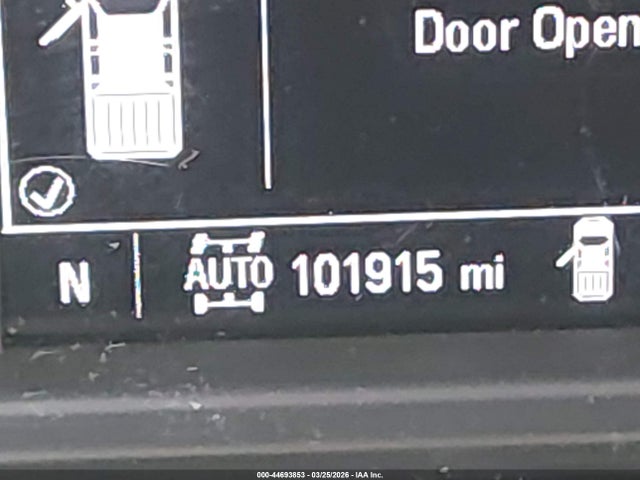 Door Open
N
AUTO
101915 mi
000-44693853 - 03/25/2026 - IAA Inc.